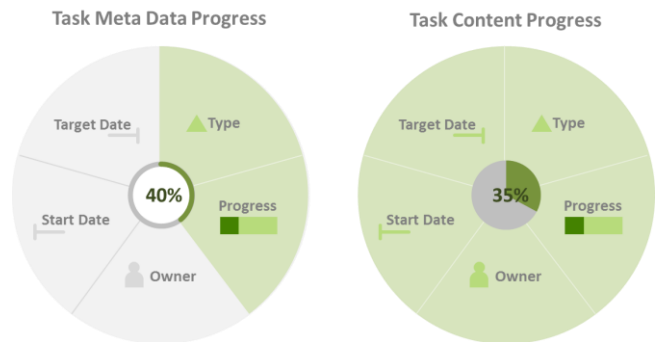 Task Meta Data Progress
Target Date
Type
40%
Start Date
Progress
Owner
Task Content Progress
Target Date
Type
35%
Start Date
Progress
Owner